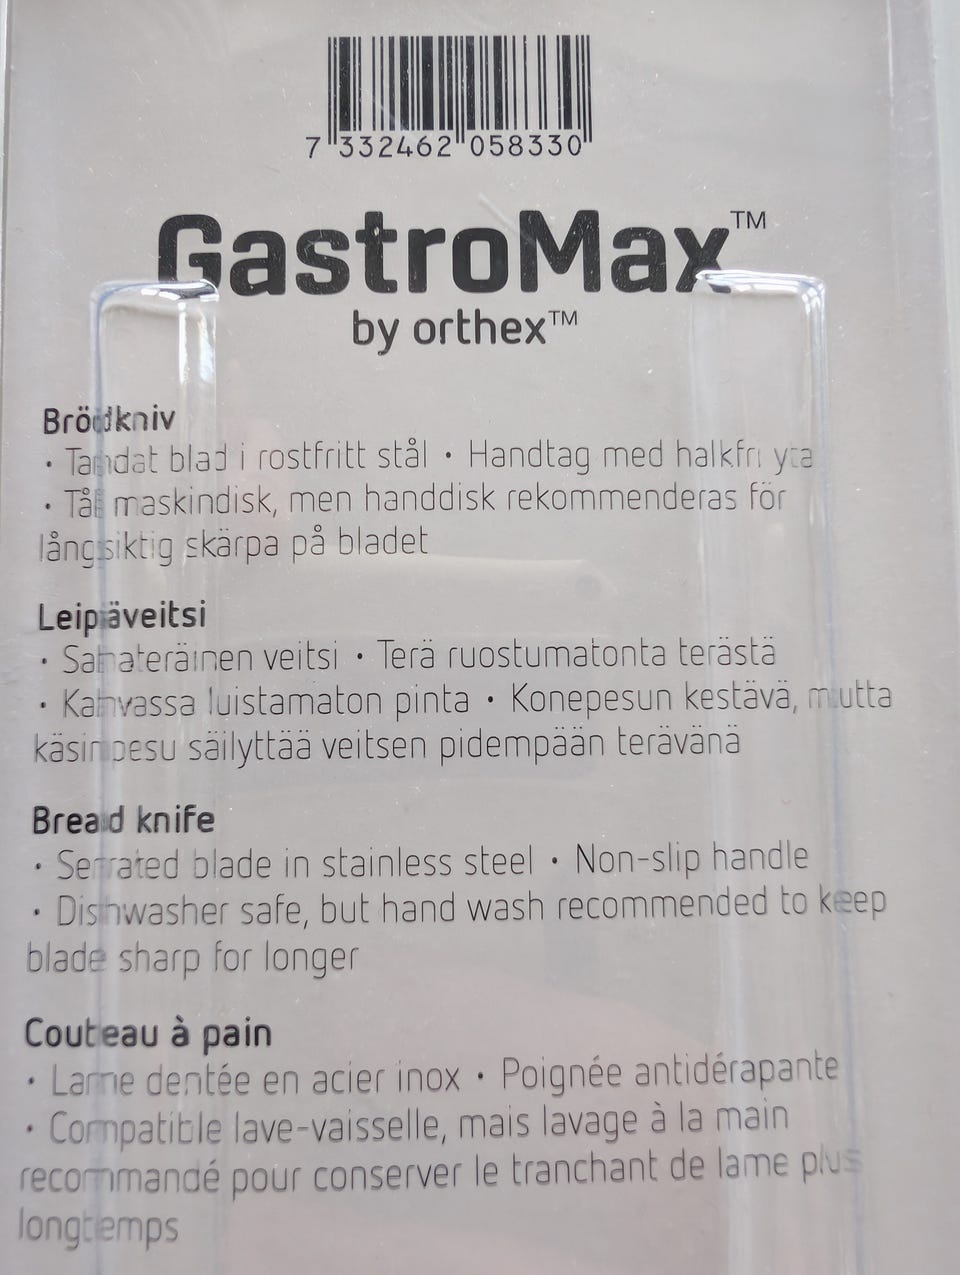 7 332462 058330
GastroMax™
by orthex™
Brödkniv
· Tandat blad i rostfritt stål · Handtag med halkfri yta
· Tål maskindisk, men handdisk rekommenderas för
långsiktig skärpa på bladet
Leipäveitsi
· Sahateräinen veitsi · Terä ruostumatonta terästä
· Kahvassa luistamaton pinta · Konepesun kestävä, mutta
käsinpesu säilyttää veitsen pidempään terävänä
Bread knife
· Serrated blade in stainless steel · Non-slip handle
· Dishwasher safe, but hand wash recommended to keep
blade sharp for longer
Couteau à pain
· Lame dentée en acier inox · Poignée antidérapante
· Compatible lave-vaisselle, mais lavage à la main
recommandé pour conserver le tranchant de lame plus
longtemps